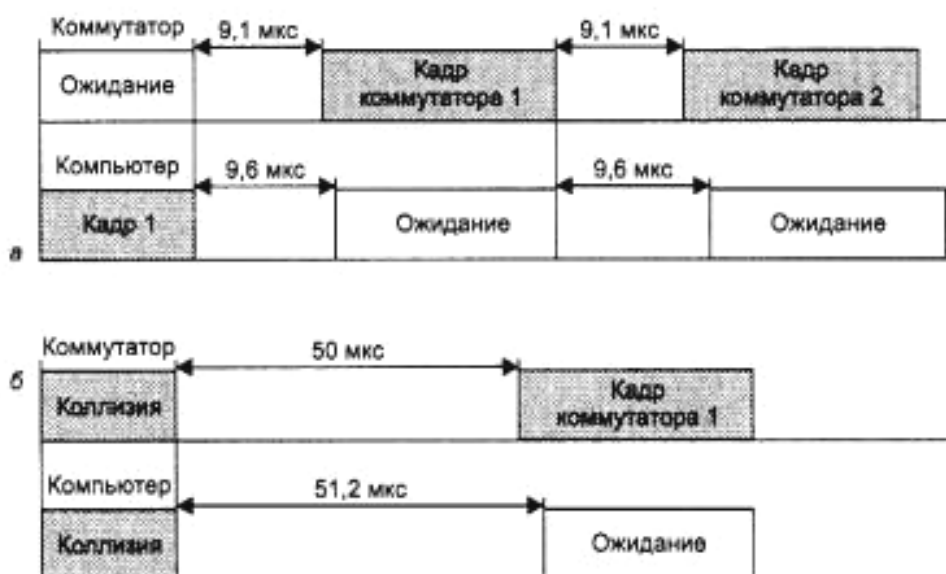 Коммутатор
9,1 мкс
9,1 мкс
Ожидание
Кадр
коммутатора 1
Кадр
коммутатора 2
Компьютер
9,6 мкс
9,6 мкс
Кадр 1
Ожидание
Ожидание
а
Коммутатор
50 мкс
б
Коллизия
Кадр
коммутатора 1
Компьютер
51,2 мкс
Коллизия
Ожидание